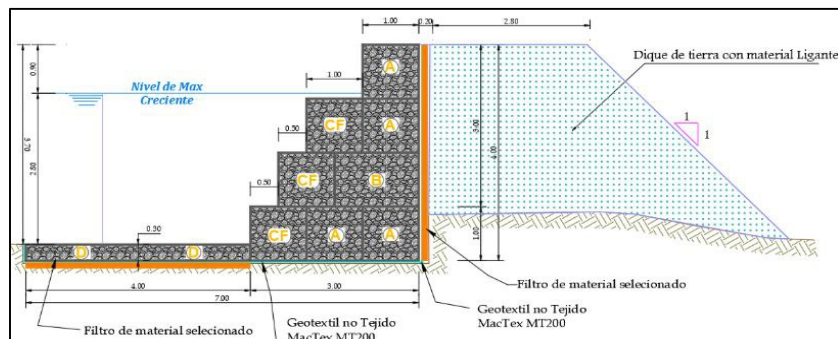 1.00
0.20
2.80
A
Dique de tierra con material Ligante
0.90
Nivel de Max
Creciente
1.00
1
1
CF
A
0.50
3.00
4.00
3.70
2.80
CF
B
0.50
CF
A
A
1.00
0.30
D
D
4.00
3.00
7.00
Filtro de material selecionado
Filtro de material selecionado
Geotextil no Tejido
MacTex MT200
Geotextil no Tejido
MacTex MT200